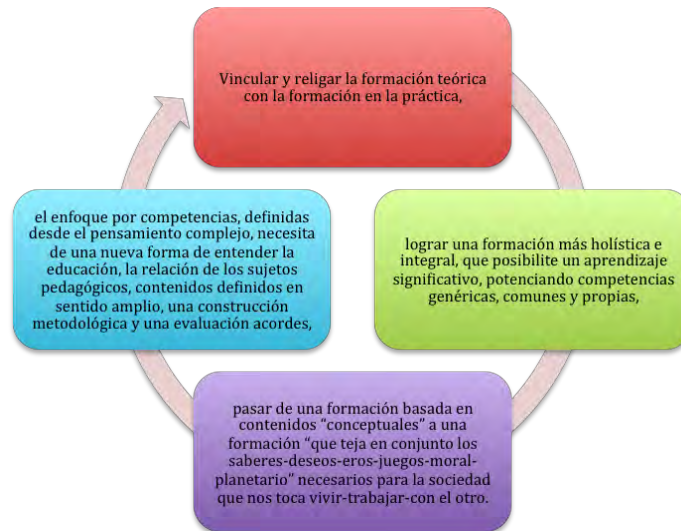 Vincular y religar la formación teórica
con la formación en la práctica,
lograr una formación más holística e
integral, que posibilite un aprendizaje
significativo, potenciando competencias
genéricas, comunes y propias,
pasar de una formación basada en
contenidos “conceptuales” a una
formación “que teja en conjunto los
saberes-deseos-eros-juegos-moral-
planetario” necesarios para la sociedad
que nos toca vivir-trabajar-con el otro.
el enfoque por competencias, definidas
desde el pensamiento complejo, necesita
de una nueva forma de entender la
educación, la relación de los sujetos
pedagógicos, contenidos definidos en
sentido amplio, una construcción
metodológica y una evaluación acordes,